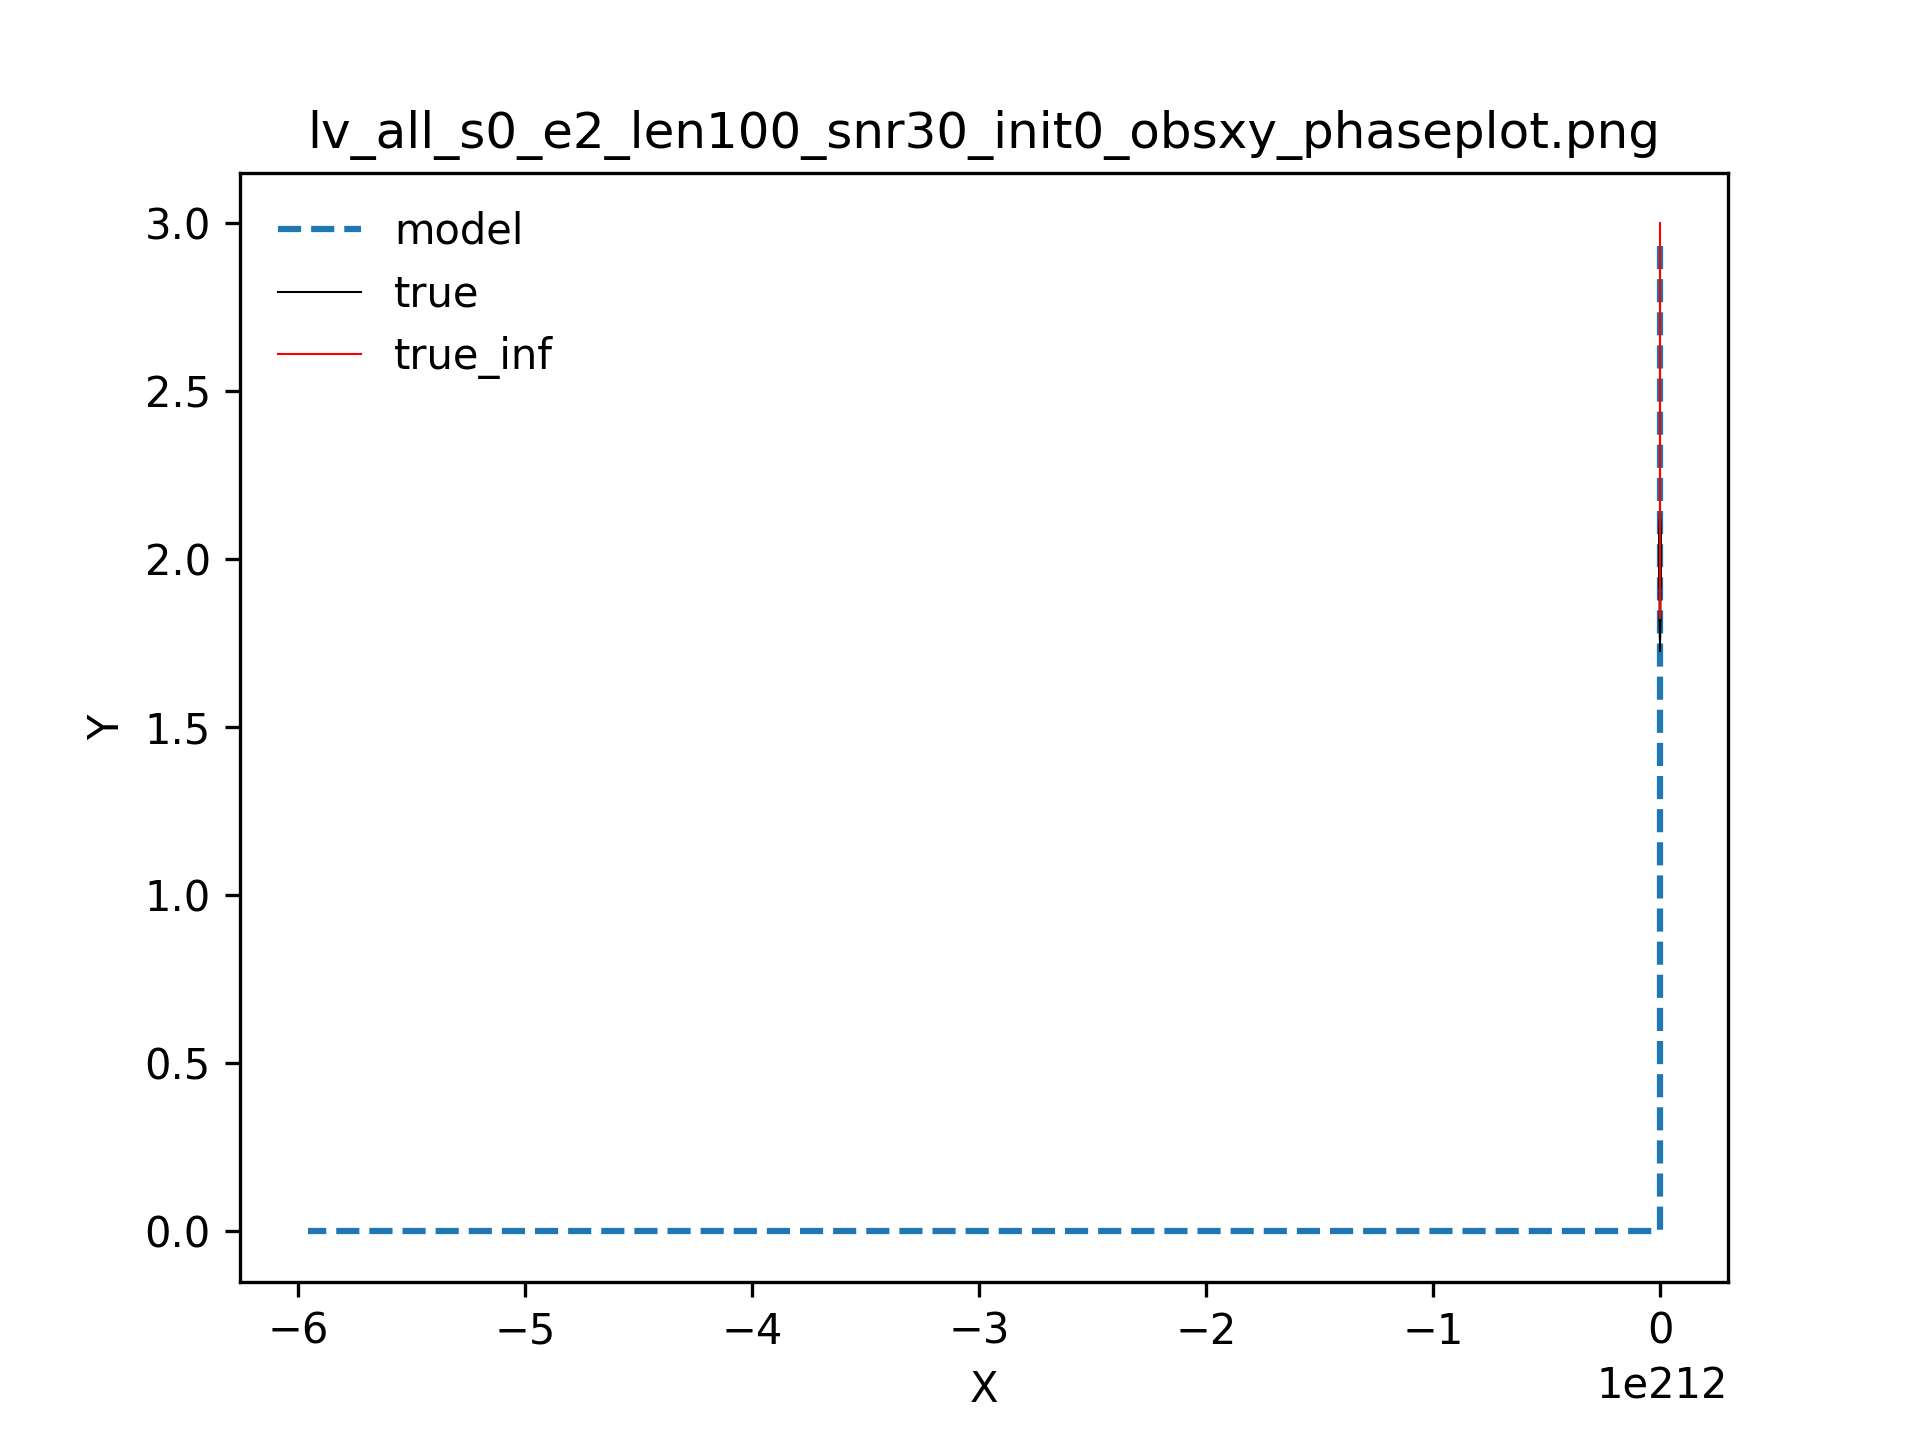 lv_all_s0_e2_len100_snr30_init0_obsxy_phaseplot.png
model
true
true_inf
3.0
2.5
2.0
1.5
1.0
0.5
0.0
Y
−6 −5 −4 −3 −2 −1 0
1e212
X